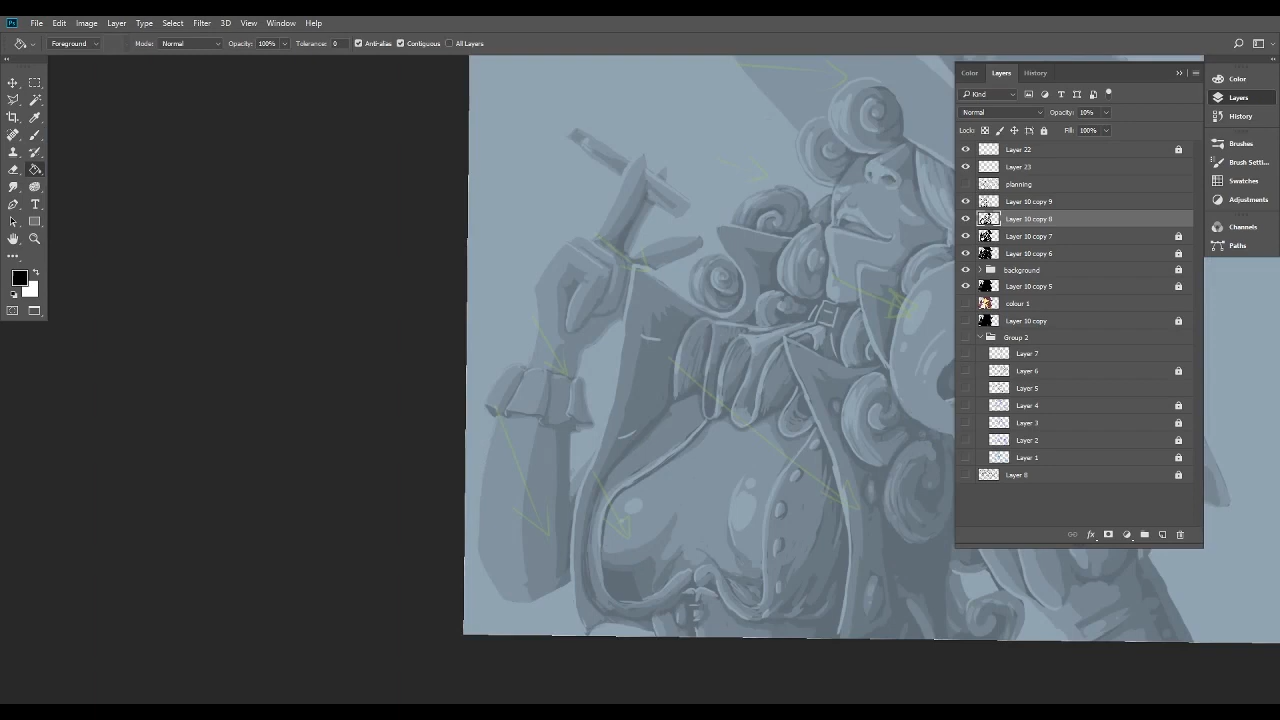 Ps File Edit Image Layer Type Select Filter 3D View Window Help
Foreground Mode: Normal Opacity: 100% Tolerance: 0 Anti-alias Contiguous All Layers
Color Layers History
Kind
Normal Opacity: 10%
Lock: Fill: 100%
Layer 22
Layer 23
planning
Layer 10 copy 9
Layer 10 copy 8
Layer 10 copy 7
Layer 10 copy 6
background
Layer 10 copy 5
colour 1
Layer 10 copy
Group 2
Layer 7
Layer 6
Layer 5
Layer 4
Layer 3
Layer 2
Layer 1
Layer 8
fx
Color
Layers
History
Brushes
Brush Setti...
Swatches
Adjustments
Channels
Paths